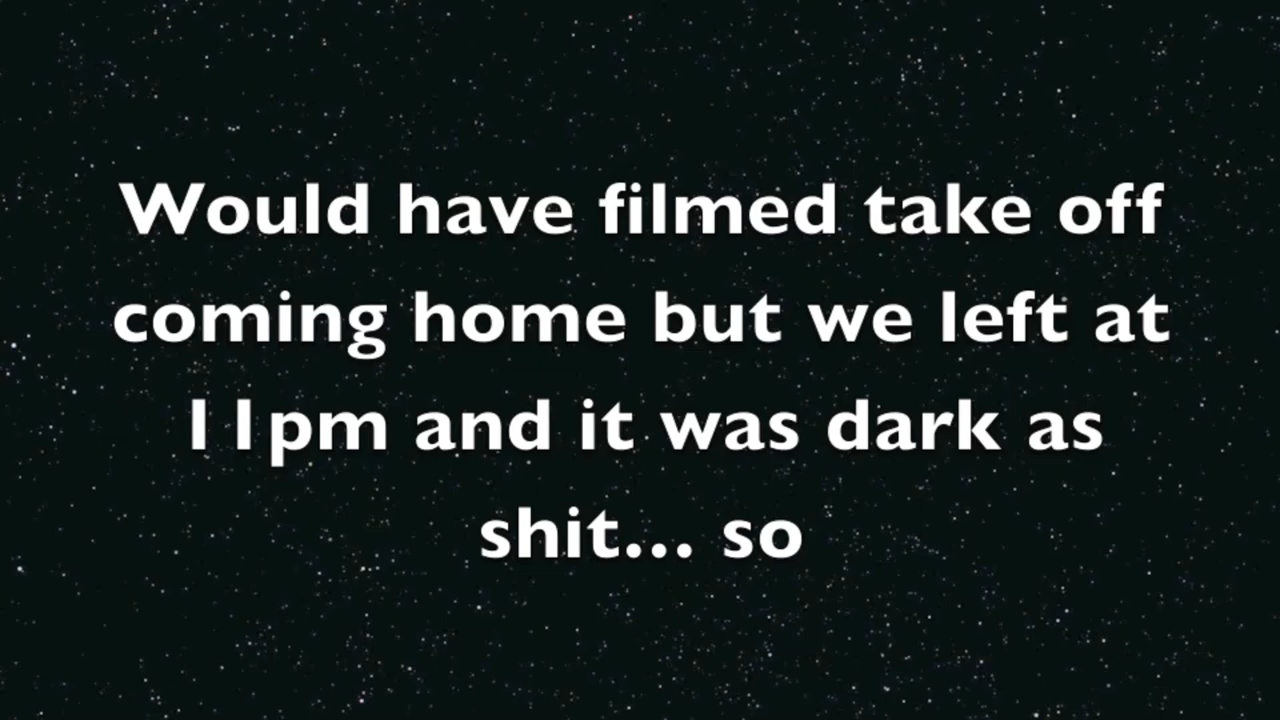 Would have filmed take off
coming home but we left at
11pm and it was dark as
shit... so